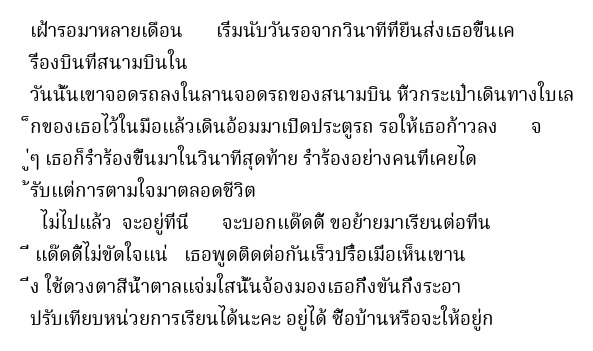 เฝ้ารอมาหลายเดือน เริ่มนับวันรอจากวินาทีที่ยืนส่งเธอขึ้นเค
รื่องบินที่สนามบินใน
วันนั้นเขาจอดรถลงในลานจอดรถของสนามบิน หิ้วกระเป๋าเดินทางใบเล
็กของเธอไว้ในมือแล้วเดินอ้อมมาเปิดประตูรถ รอให้เธอก้าวลง จ
ู่ๆ เธอก็ร่ำร้องขึ้นมาในวินาทีสุดท้าย ร่ำร้องอย่างคนที่เคยได
้รับแต่การตามใจมาตลอดชีวิต
ไม่ไปแล้ว จะอยู่ที่นี่ จะบอกแด๊ดดี้ ขอย้ายมาเรียนต่อที่น
ี่ แด๊ดดี้ไม่ขัดใจแน่ เธอพูดติดต่อกันเร็วปรื๋อเมื่อเห็นเขาน
ิ่ง ใช้ดวงตาสีน้ำตาลแจ่มใสนั้นจ้องมองเธอกึ่งขันกึ่งระอา
ปรับเทียบหน่วยการเรียนได้นะคะ อยู่ได้ ซื้อบ้านหรือจะให้อยู่ก